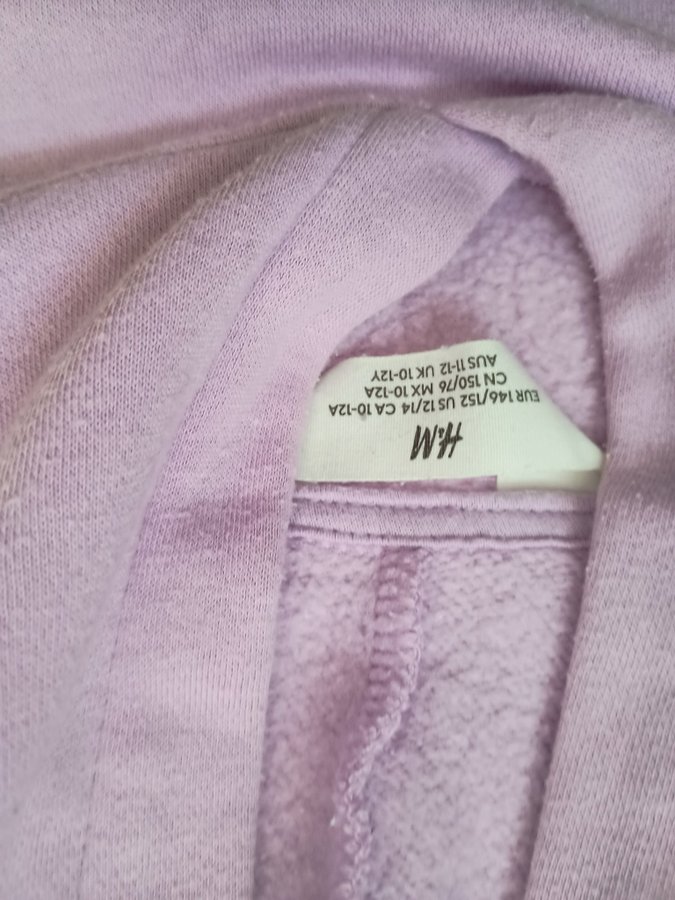 H&M
EUR 146/152 US 12/14 CA 10-12A
CN 150/76 MX 10-12A
AUS 11-12 UK 10-12Y